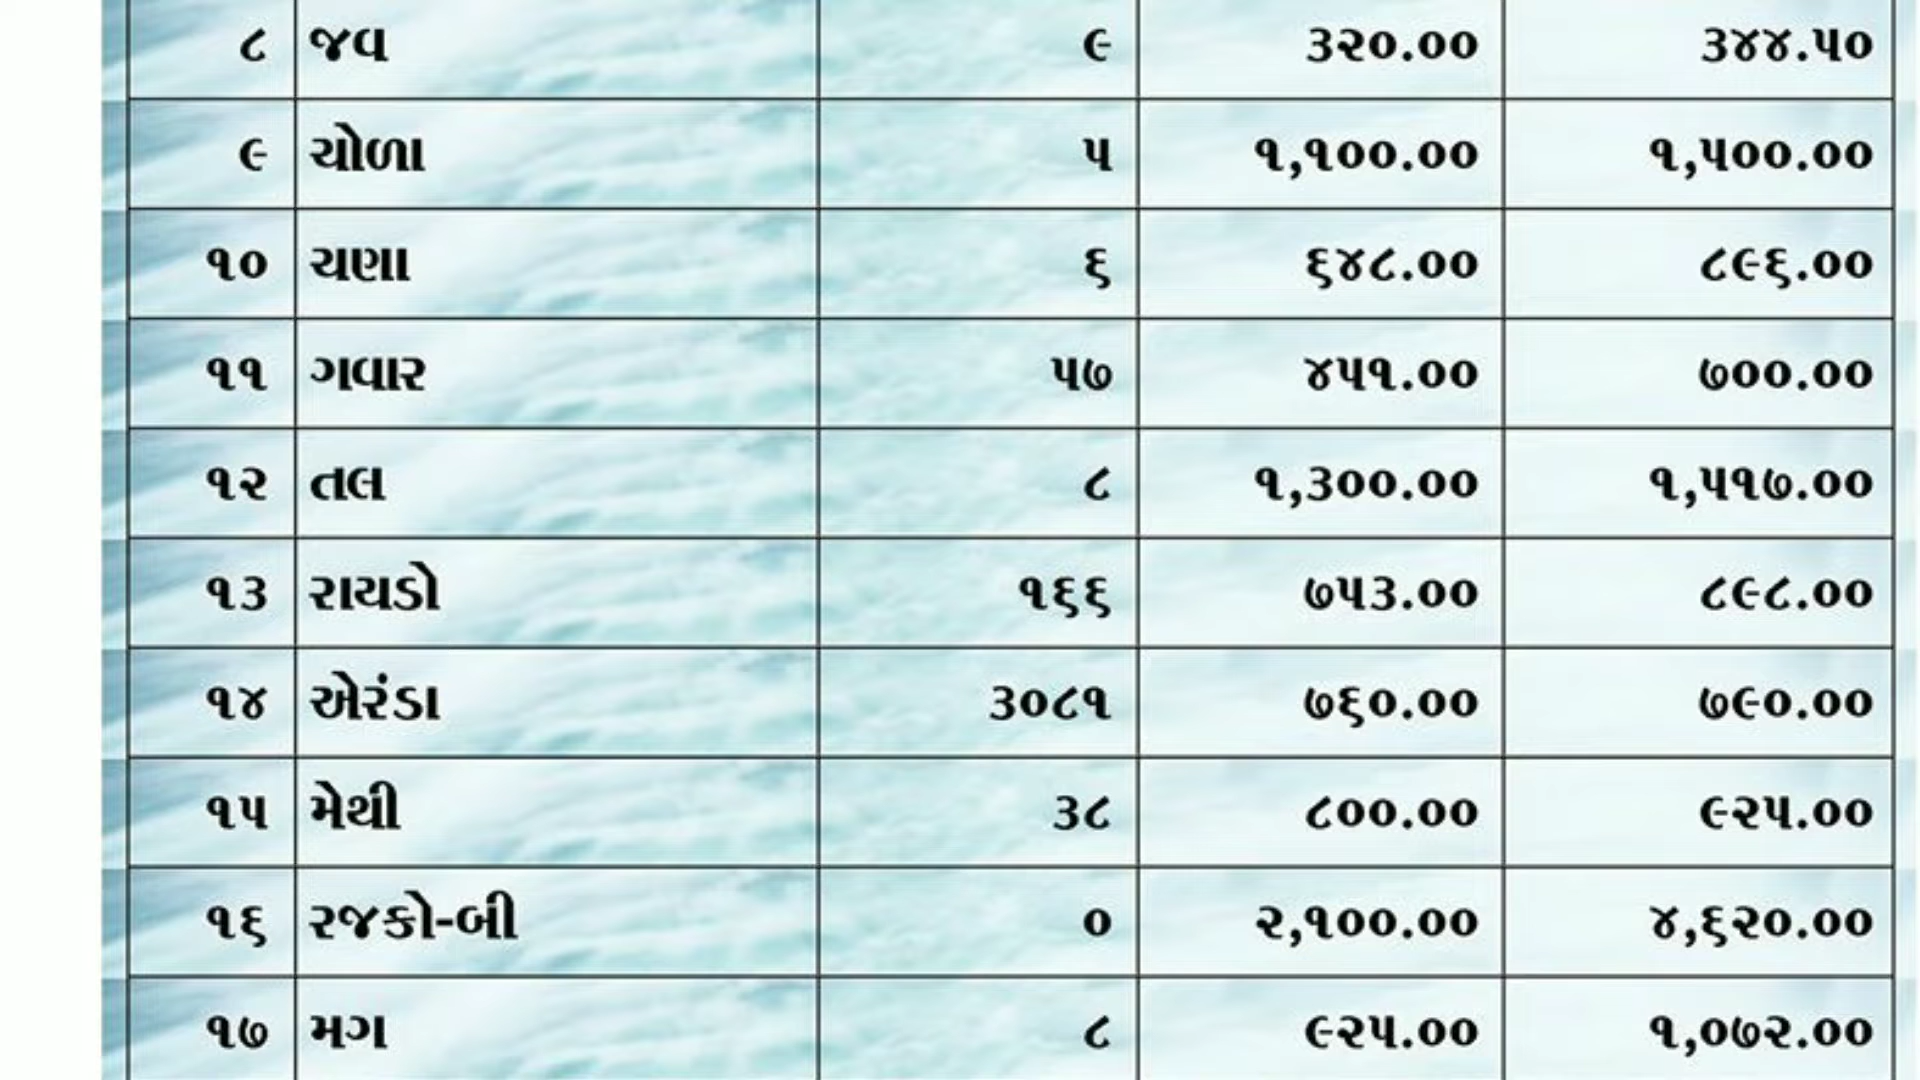 ૮ જવ ૯ ૩૨૦.૦૦ ૩૪૪.૫૦
૯ ચોળા ૫ ૧,૧૦૦.૦૦ ૧,૫૦૦.૦૦
૧૦ ચણા ૬ ૬૪૮.૦૦ ૮૯૬.૦૦
૧૧ ગવાર ૫૭ ૪૫૧.૦૦ ૭૦૦.૦૦
૧૨ તલ ૮ ૧,૩૦૦.૦૦ ૧,૫૧૭.૦૦
૧૩ રાયડો ૧૬૬ ૭૫૩.૦૦ ૮૯૮.૦૦
૧૪ એરંડા ૩૦૮૧ ૭૬૦.૦૦ ૭૯૦.૦૦
૧૫ મેથી ૩૮ ૮૦૦.૦૦ ૯૨૫.૦૦
૧૬ રજકો-બી ૦ ૨,૧૦૦.૦૦ ૪,૬૨૦.૦૦
૧૭ મગ ૮ ૯૨૫.૦૦ ૧,૦૭૨.૦૦